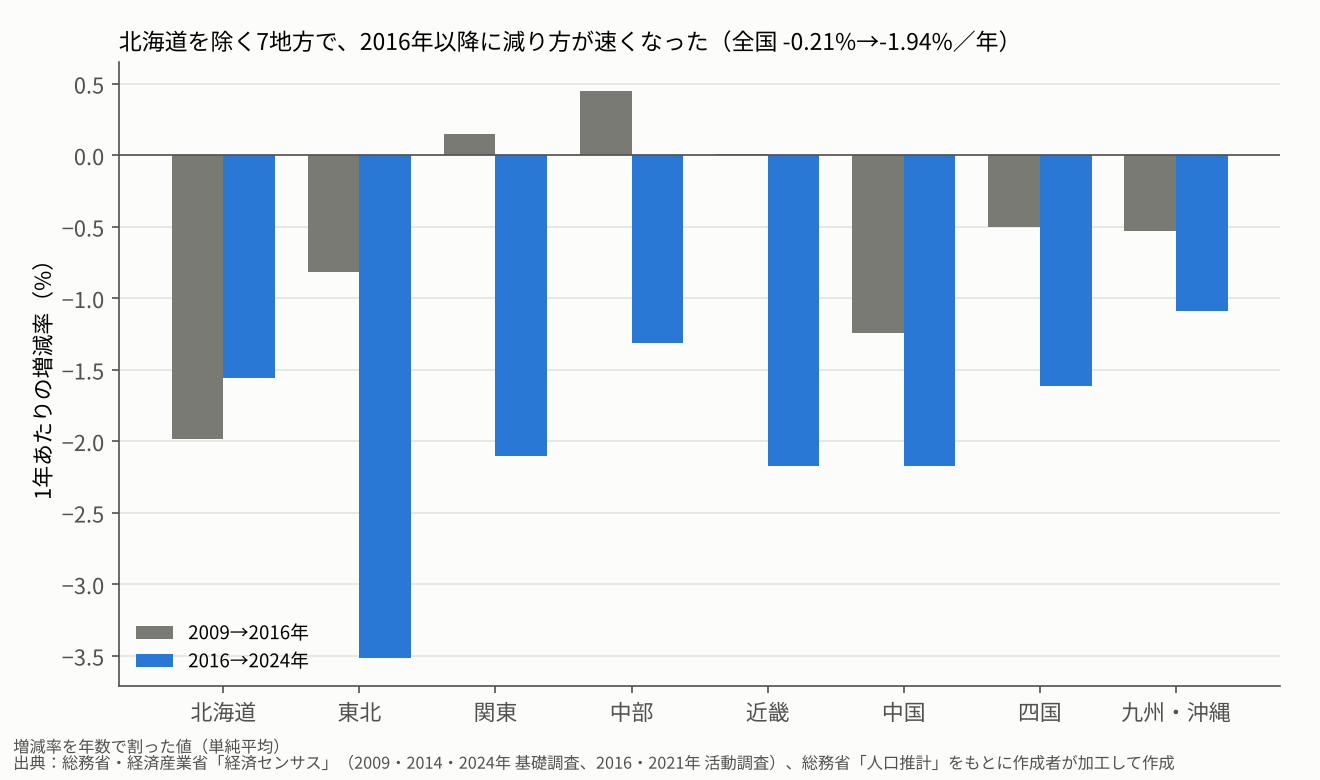 北海道を除く7地方で、2016年以降に減り方が速くなった（全国 -0.21%→-1.94%／年）
1年あたりの増減率（%）
0.5
0.0
−0.5
−1.0
−1.5
−2.0
−2.5
−3.0
−3.5
2009→2016年
2016→2024年
北海道
東北
関東
中部
近畿
中国
四国
九州・沖縄
増減率を年数で割った値（単純平均）
出典：総務省・経済産業省「経済センサス」（2009・2014・2024年 基礎調査、2016・2021年 活動調査）、総務省「人口推計」をもとに作成者が加工して作成